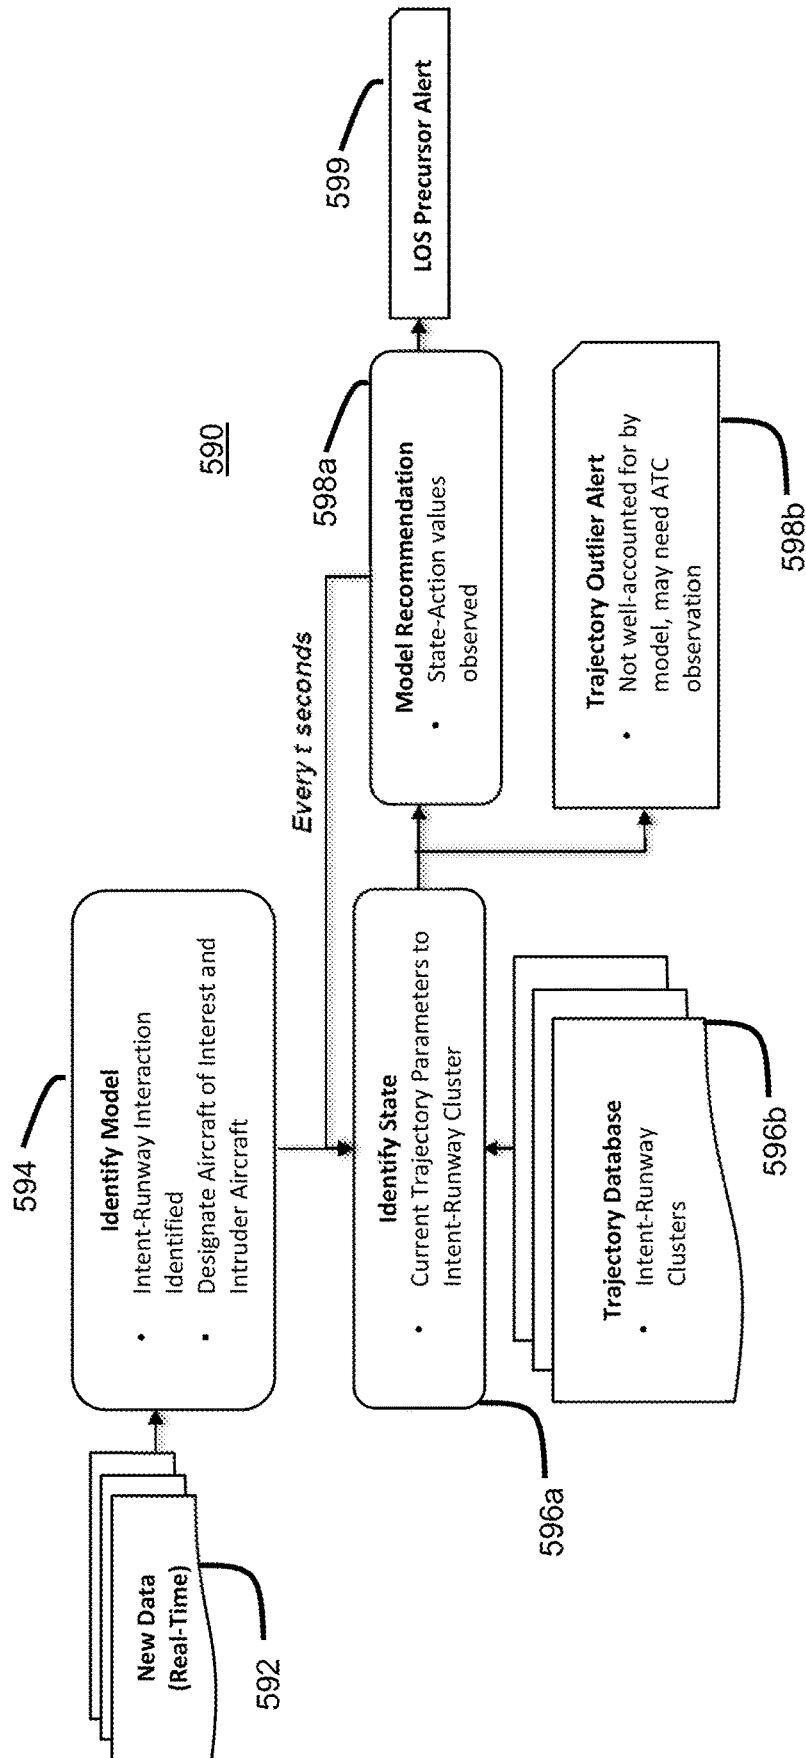 590
New Data
(Real-Time)
592
594
Identify Model
• Intent-Runway Interaction
Identified
▪ Designate Aircraft of Interest and
Intruder Aircraft
Every t seconds
Identify State
• Current Trajectory Parameters to
Intent-Runway Cluster
596a
Trajectory Database
• Intent-Runway
Clusters
596b
598a
Model Recommendation
• State-Action values
observed
599
LOS Precursor Alert
Trajectory Outlier Alert
• Not well-accounted for by
model, may need ATC
observation
598b